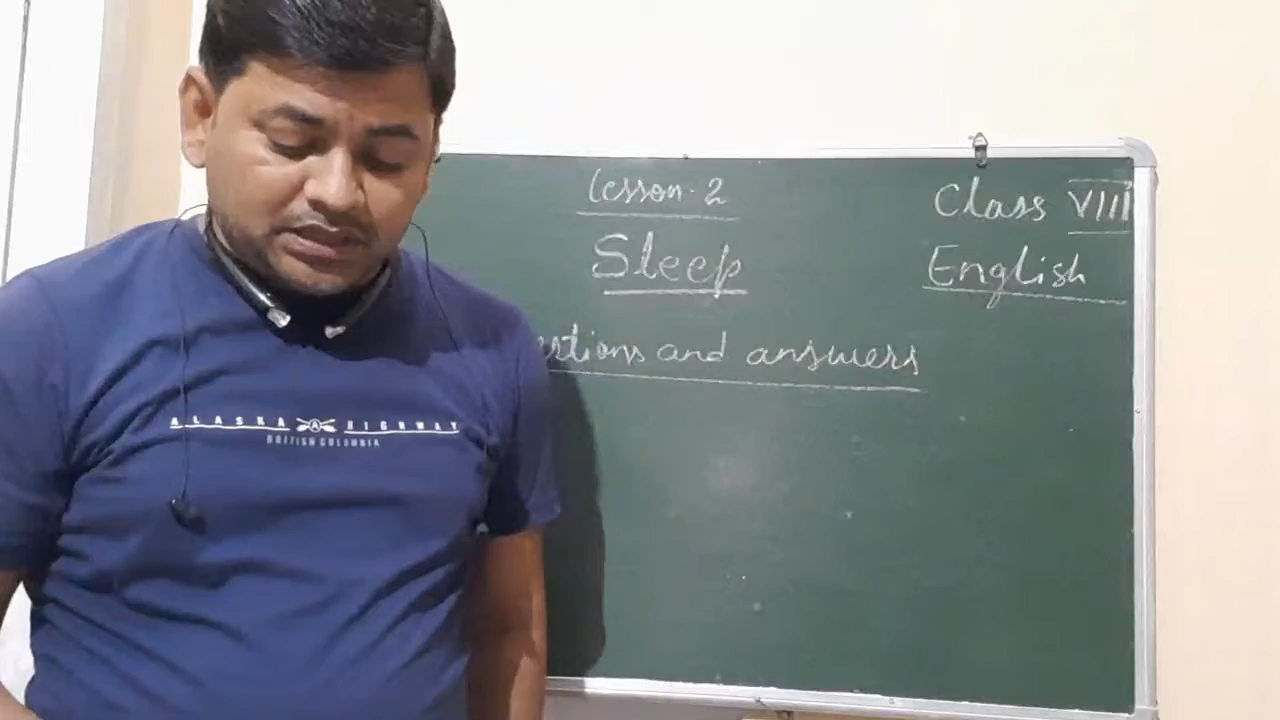 Lesson-2
Class VIII
Sleep
English
estions and answers
ALASKA A HIGHWAY
BRITISH COLUMBIA